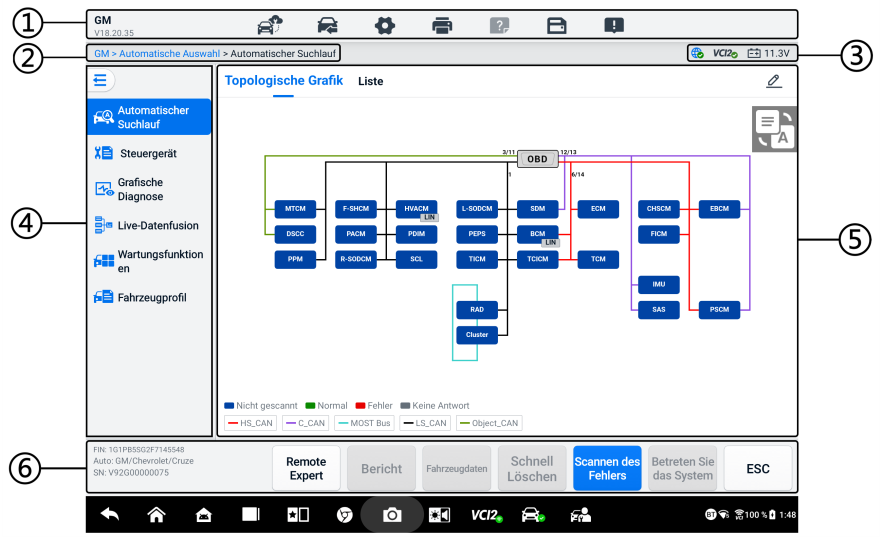 1
GM
V18.20.35
?
2
GM > Automatische Auswahl > Automatischer Suchlauf
VCI2
11.3V
3
Automatischer
Suchlauf
Steuergerät
Grafische
Diagnose
4
Live-Datenfusion
Wartungsfunktion
en
Fahrzeugprofil
Topologische Grafik Liste
A
3/11
OBD
12/13
1
6/14
MTCM F-SHCM HVACM L-SODCM SDM ECM CHSCM EBCM
LIN
DSCC PACM PDIM PEPS BCM FICM
LIN
PPM R-SODCM SCL TICM TCICM TCM
IMU
RAD SAS PSCM
Cluster
5
Nicht gescannt Normal Fehler Keine Antwort
HS_CAN C_CAN MOST Bus LS_CAN Object_CAN
6
FIN: 1G1PB5SG2F7145548
Auto: GM/Chevrolet/Cruze
SN: V92G00000075
Remote
Expert
Bericht
Fahrzeugdaten
Schnell
Löschen
Scannen des
Fehlers
Betreten Sie
das System
ESC
VCI2
BT
100 %
1:48